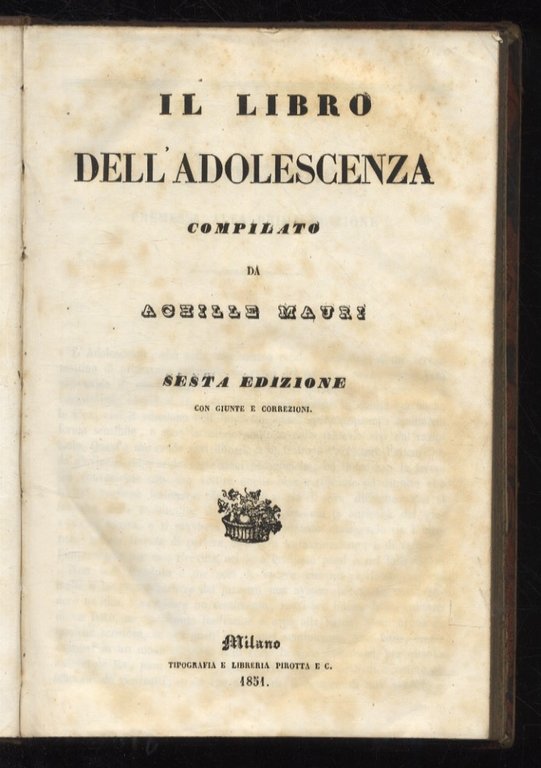 IL LIBRO
DELL'ADOLESCENZA
COMPILATO
DA
ACHILLE MAURI
SESTA EDIZIONE
CON GIUNTE E CORREZIONI.
Milano
TIPOGRAFIA E LIBRERIA PIROTTA E C.
1851.